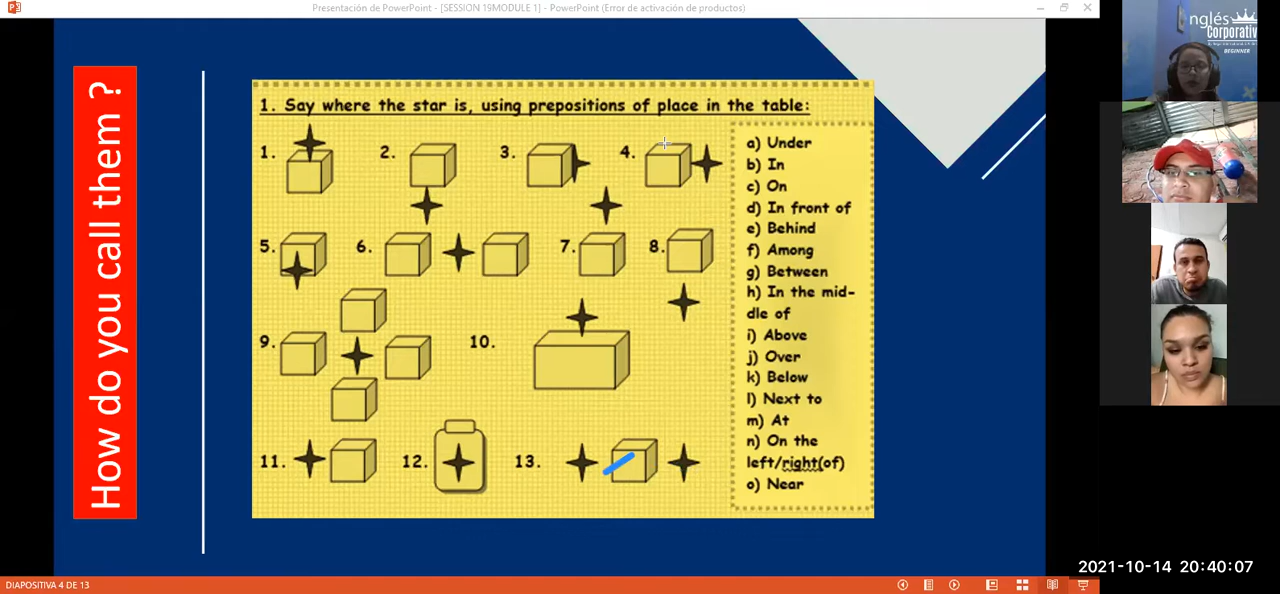 Presentación de PowerPoint - [SESSION 19MODULE 1] - PowerPoint (Error de activación de productos)
nglés
Corporativ
BEGINNER
How do you call them ?
1. Say where the star is, using prepositions of place in the table:
1.
2.
3.
4.
5.
6.
7.
8.
9.
10.
11.
12.
13.
a) Under
b) In
c) On
d) In front of
e) Behind
f) Among
g) Between
h) In the mid-
dle of
i) Above
j) Over
k) Below
l) Next to
m) At
n) On the
left/right(of)
o) Near
2021-10-14 20:40:07
DIAPOSITIVA 4 DE 13